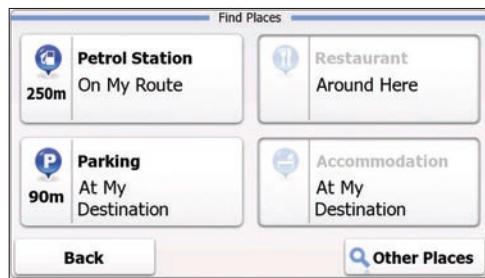 Find Places
Petrol Station
On My Route
250m
Restaurant
Around Here
P
Parking
At My
Destination
90m
Accommodation
At My
Destination
Back
Other Places